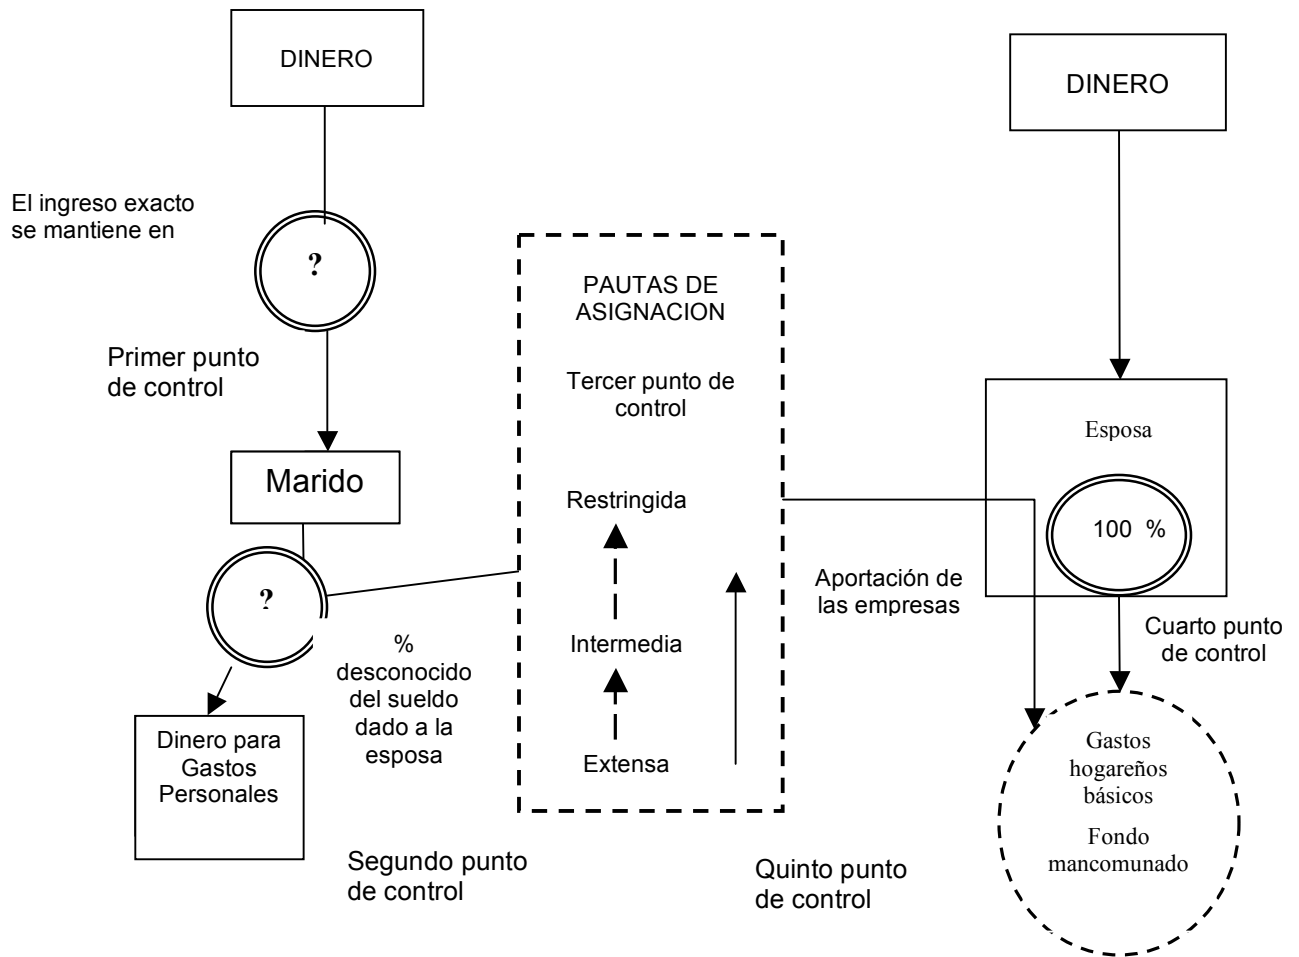 DINERO
DINERO
El ingreso exacto
se mantiene en
?
PAUTAS DE
ASIGNACION
Primer punto
de control
Tercer punto de
control
Esposa
Marido
Restringida
100 %
Aportación de
las empresas
?
Cuarto punto
de control
%
desconocido
del sueldo
dado a la
esposa
Intermedia
Dinero para
Gastos
Personales
Extensa
Gastos
hogareños
básicos
Fondo
mancomunado
Segundo punto
de control
Quinto punto
de control